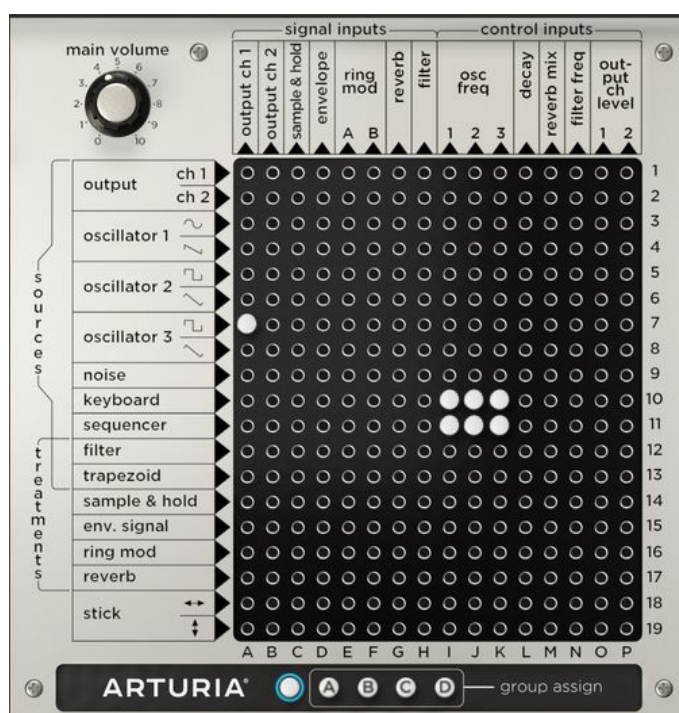 signal inputs
control inputs
main volume
0 1 2 3 4 5 6 7 8 9 10
output ch 1
output ch 2
sample & hold
envelope
ring mod
A B
reverb
filter
osc freq
1 2 3
decay
reverb mix
filter freq
out-
put
ch
level
1 2
sources
output
ch 1
ch 2
oscillator 1
oscillator 2
oscillator 3
noise
keyboard
sequencer
treatments
filter
trapezoid
sample & hold
env. signal
ring mod
reverb
stick
1
2
3
4
5
6
7
8
9
10
11
12
13
14
15
16
17
18
19
A B C D E F G H I J K L M N O P
ARTURIA®
A B C D group assign